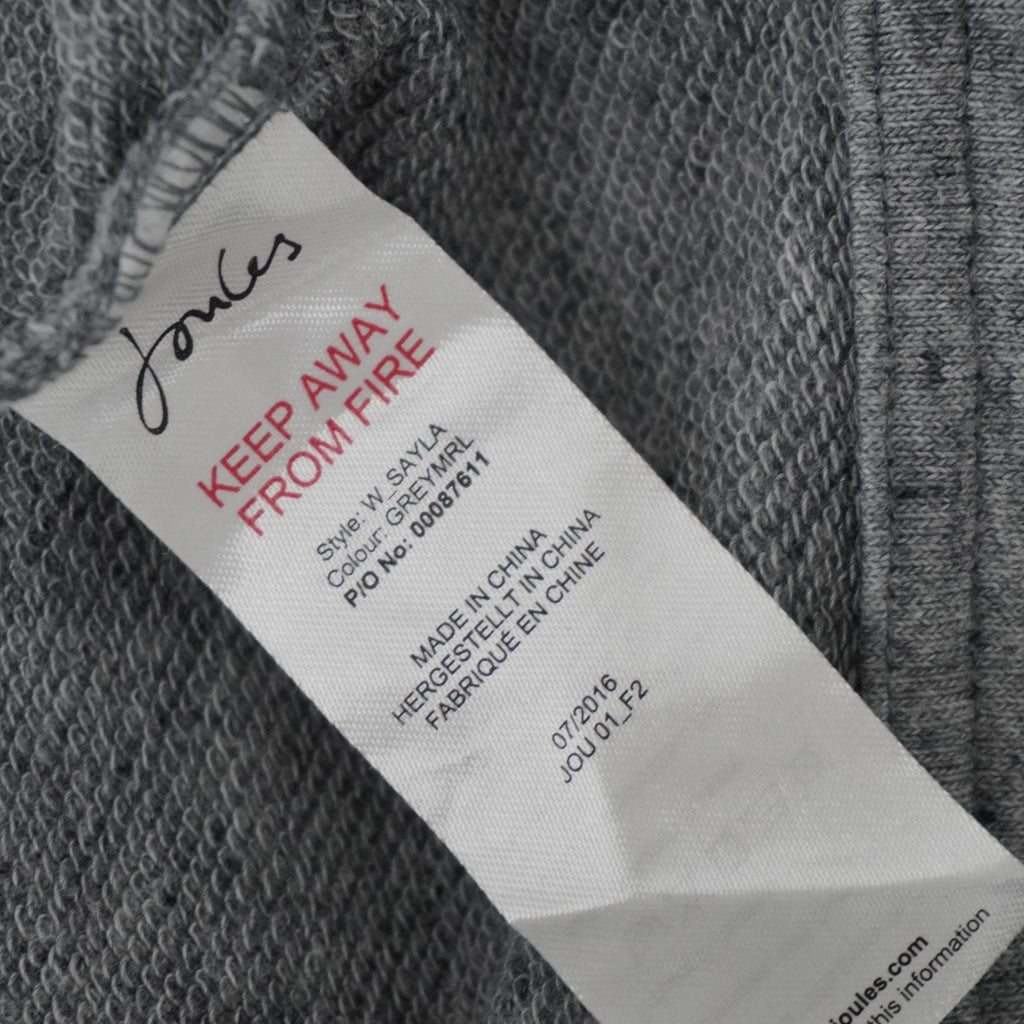 Joules
KEEP AWAY
FROM FIRE
Style: W_SAYLA
Colour: GREYMRL
P/O No: 00087611
MADE IN CHINA
HERGESTELLT IN CHINA
FABRIQUÉ EN CHINE
07/2016
JOU 01_F2
joules.com
this information